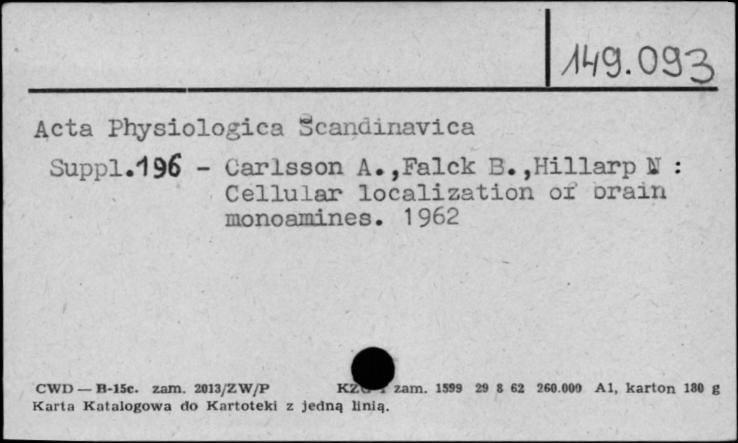 149.093
Acta Physiologica Scandinavica
Suppl.196 - Carlsson A.,Falck B.,Hillarp N :
Cellular localization of brain
monoamines. 1962
CWD — B-15c. zam. 2013/ZW/P KZG zam. 1599 29 8 62 260.000 A1, karton 180 g
Karta Katalogowa do Kartoteki z jedną linią.